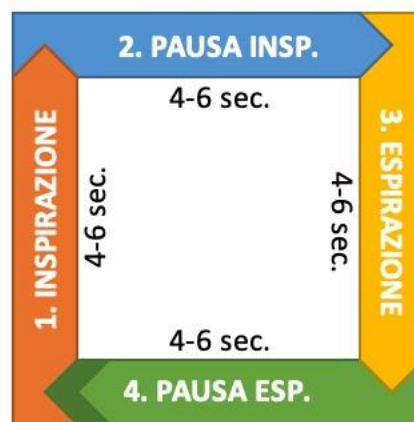 2. PAUSA INSP.
4-6 sec.
1. INSPIRAZIONE
4-6 sec.
4-6 sec.
3. ESPIRAZIONE
4-6 sec.
4. PAUSA ESP.